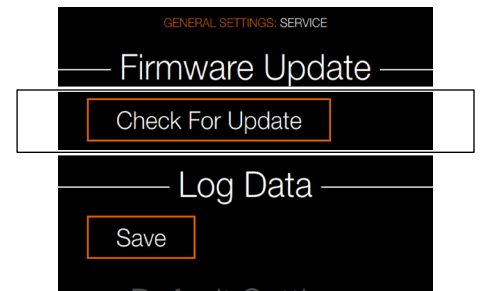 GENERAL SETTINGS: SERVICE
Firmware Update
Check For Update
Log Data
Save